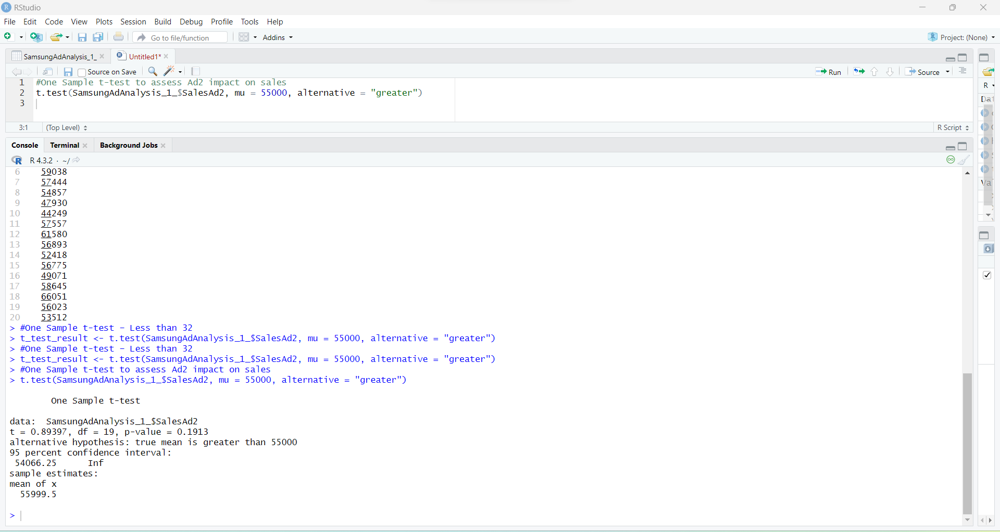 RStudio
File Edit Code View Plots Session Build Debug Profile Tools Help
Go to file/function Addins Project: (None)
SamsungAdAnalysis_1_ Untitled1*
Source on Save Run Source
1 #One Sample t-test to assess Ad2 impact on sales
2 t.test(SamsungAdAnalysis_1_$SalesAd2, mu = 55000, alternative = "greater")
3
3:1 (Top Level) R Script
Console Terminal Background Jobs
R 4.3.2 · ~/
6 59038
7 57444
8 54857
9 47930
10 44249
11 57557
12 61580
13 56893
14 52418
15 56775
16 49071
17 58645
18 66051
19 56023
20 53512
> #One Sample t-test - Less than 32
> t_test_result <- t.test(SamsungAdAnalysis_1_$SalesAd2, mu = 55000, alternative = "greater")
> #One Sample t-test - Less than 32
> t_test_result <- t.test(SamsungAdAnalysis_1_$SalesAd2, mu = 55000, alternative = "greater")
> #One Sample t-test to assess Ad2 impact on sales
> t.test(SamsungAdAnalysis_1_$SalesAd2, mu = 55000, alternative = "greater")
One Sample t-test
data: SamsungAdAnalysis_1_$SalesAd2
t = 0.89397, df = 19, p-value = 0.1913
alternative hypothesis: true mean is greater than 55000
95 percent confidence interval:
54066.25 Inf
sample estimates:
mean of x
55999.5
>
R